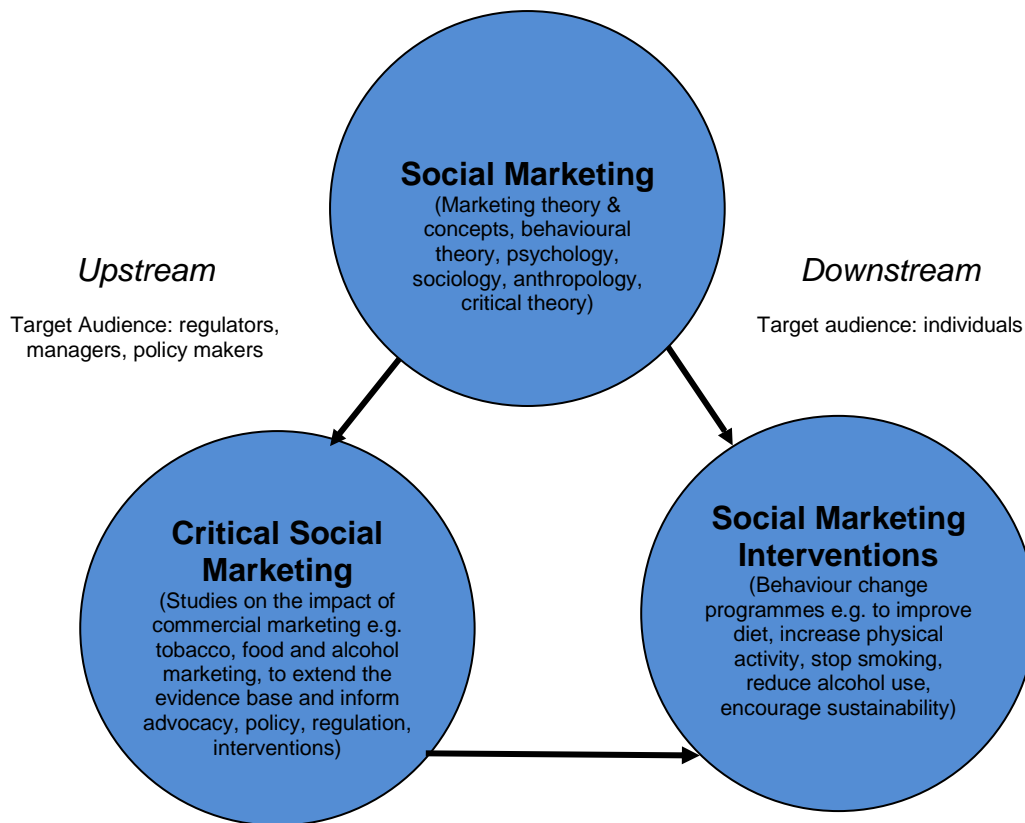 Social Marketing
(Marketing theory &
concepts, behavioural
theory, psychology,
sociology, anthropology,
critical theory)
Upstream
Target Audience: regulators,
managers, policy makers
Downstream
Target audience: individuals
Critical Social
Marketing
(Studies on the impact of
commercial marketing e.g.
tobacco, food and alcohol
marketing, to extend the
evidence base and inform
advocacy, policy, regulation,
interventions)
Social Marketing
Interventions
(Behaviour change
programmes e.g. to improve
diet, increase physical
activity, stop smoking,
reduce alcohol use,
encourage sustainability)